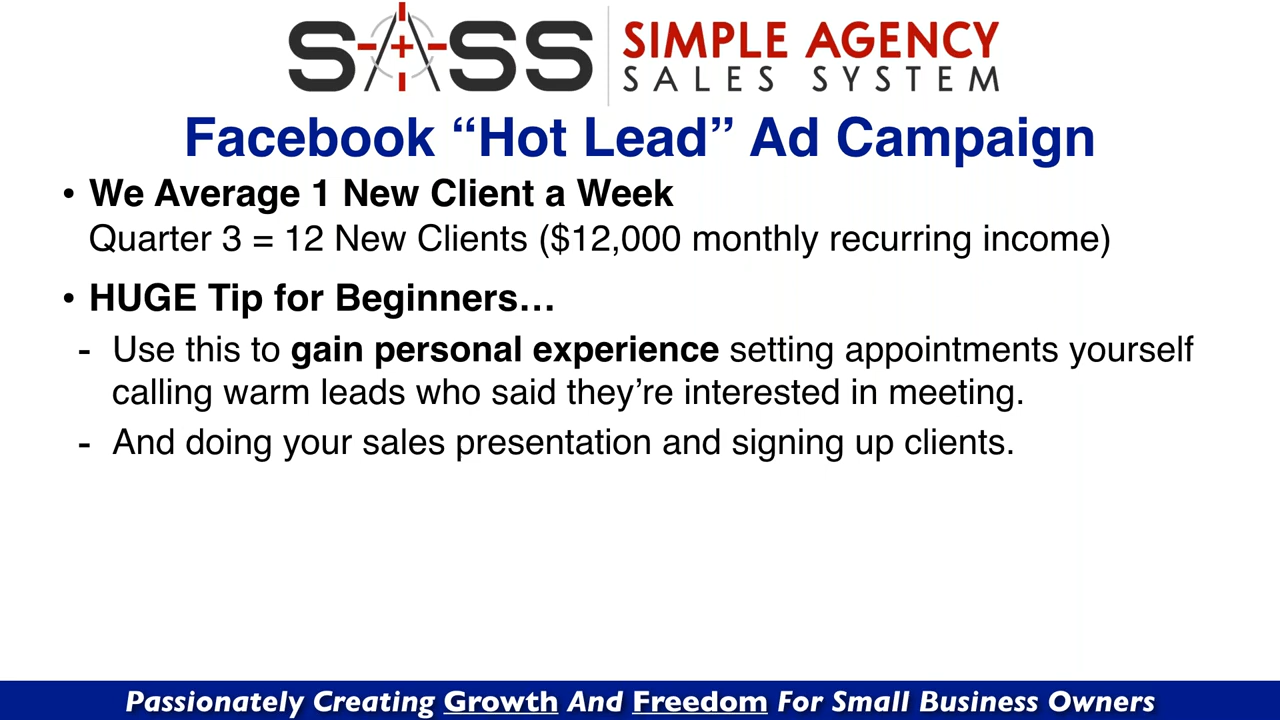 SASS SIMPLE AGENCY
SALES SYSTEM
Facebook “Hot Lead” Ad Campaign
• We Average 1 New Client a Week
Quarter 3 = 12 New Clients ($12,000 monthly recurring income)
• HUGE Tip for Beginners…
- Use this to gain personal experience setting appointments yourself
calling warm leads who said they’re interested in meeting.
- And doing your sales presentation and signing up clients.
Passionately Creating Growth And Freedom For Small Business Owners